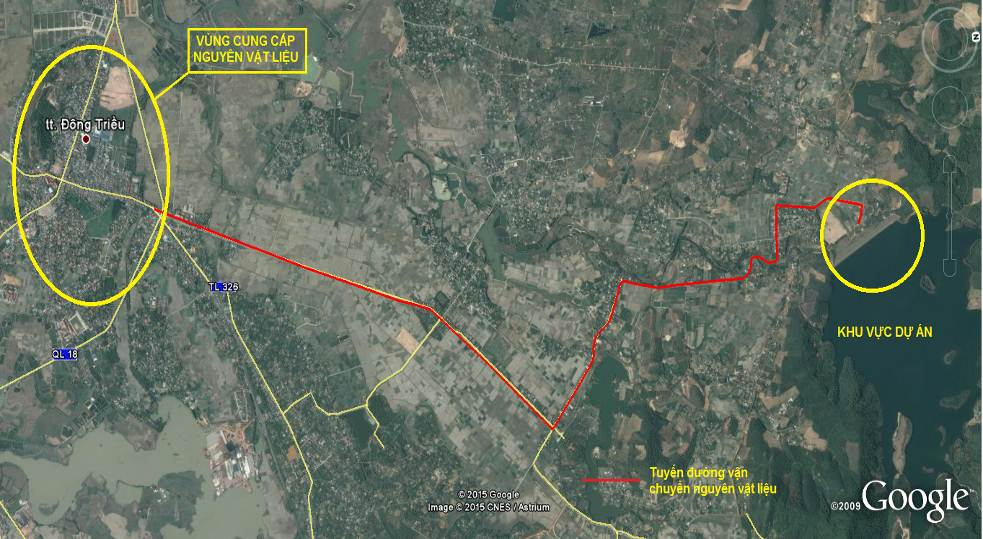 VÙNG CUNG CẤP
NGUYÊN VẬT LIỆU
tt. Đông Triều
TL 326
QL 18
KHU VỰC DỰ ÁN
Tuyến đường vận
chuyển nguyên vật liệu
© 2015 Google
Image © 2015 CNES / Astrium
©2009 Google